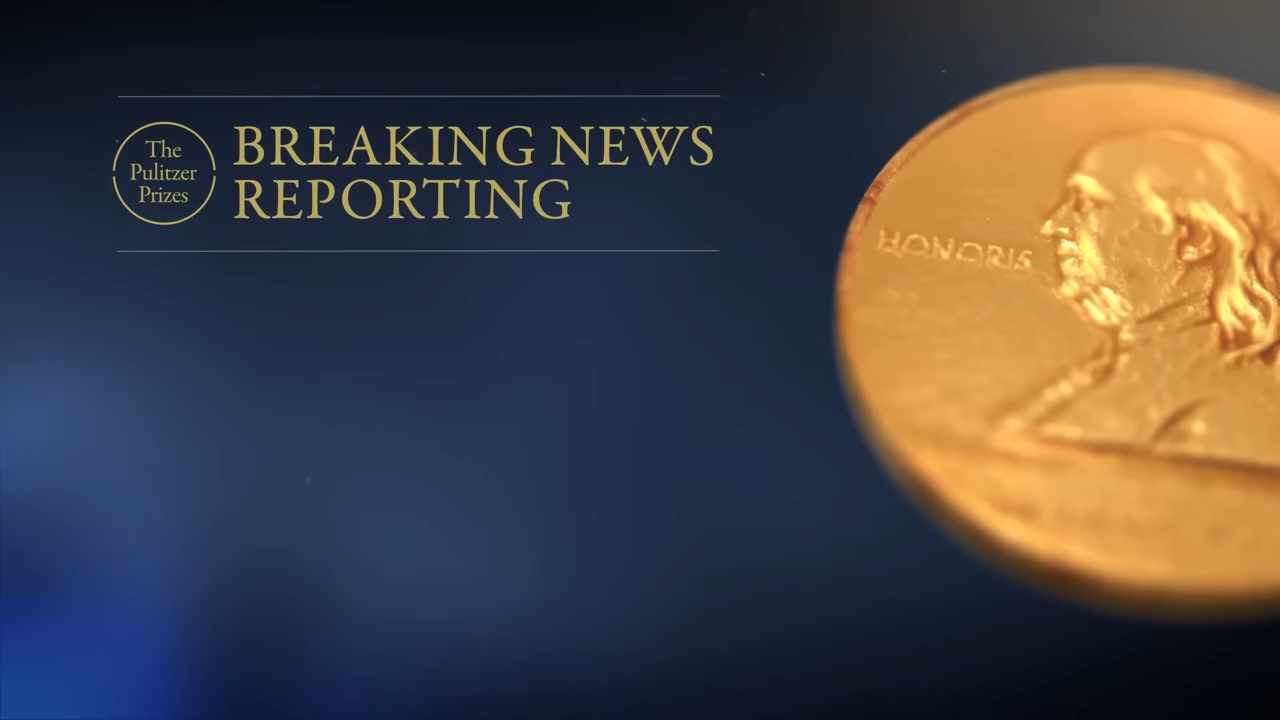 The
Pulitzer
Prizes
BREAKING NEWS
REPORTING
HONORIS